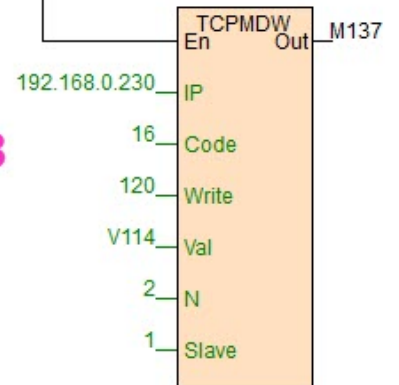 TCPMDW
En Out M137
192.168.0.230 IP
16 Code
120 Write
V114 Val
2 N
1 Slave